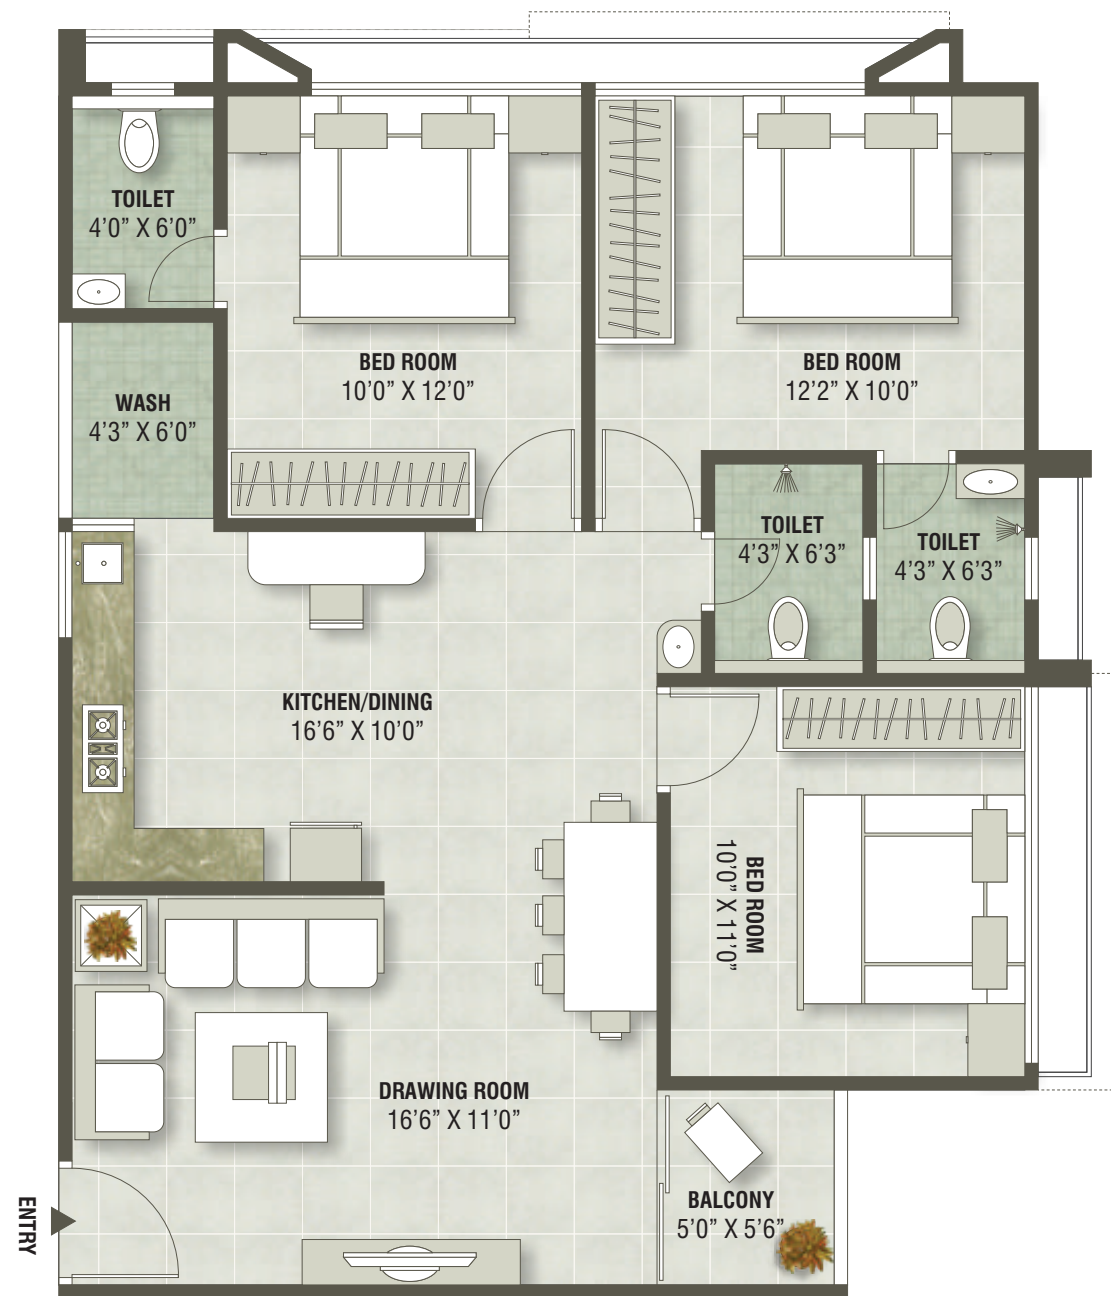 TOILET
4'0” X 6'0”
BED ROOM
10'0” X 12'0”
BED ROOM
12'2” X 10'0”
WASH
4'3” X 6'0”
TOILET
4'3” X 6'3”
TOILET
4'3” X 6'3”
KITCHEN/DINING
16'6” X 10'0”
BED ROOM
10'0” X 11'0”
DRAWING ROOM
16'6” X 11'0”
BALCONY
5'0” X 5'6”
ENTRY